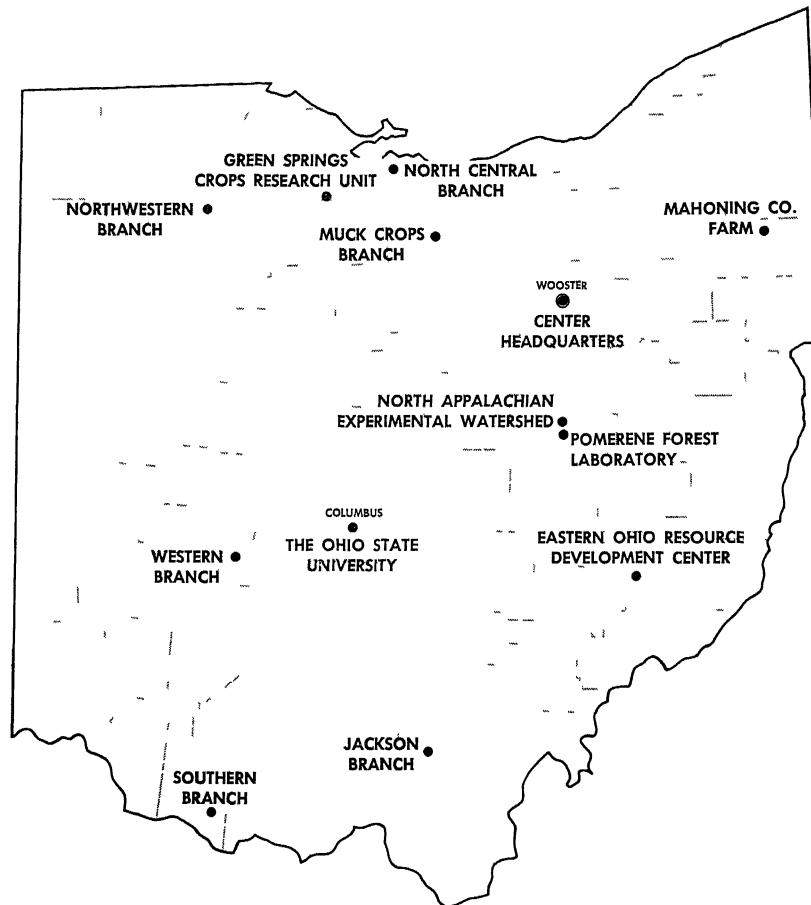 GREEN SPRINGS
CROPS RESEARCH UNIT
NORTH CENTRAL
BRANCH
NORTHWESTERN
BRANCH
MUCK CROPS
BRANCH
MAHONING CO.
FARM
WOOSTER
CENTER
HEADQUARTERS
NORTH APPALACHIAN
EXPERIMENTAL WATERSHED
POMERENE FOREST
LABORATORY
COLUMBUS
THE OHIO STATE
UNIVERSITY
EASTERN OHIO RESOURCE
DEVELOPMENT CENTER
WESTERN
BRANCH
JACKSON
BRANCH
SOUTHERN
BRANCH